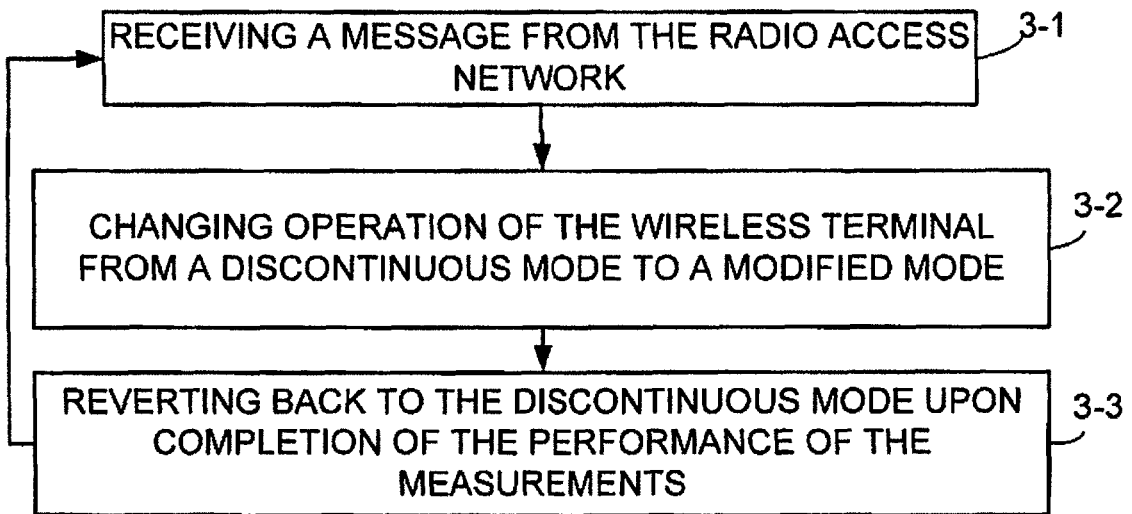 RECEIVING A MESSAGE FROM THE RADIO ACCESS
NETWORK
3-1
CHANGING OPERATION OF THE WIRELESS TERMINAL
FROM A DISCONTINUOUS MODE TO A MODIFIED MODE
3-2
REVERTING BACK TO THE DISCONTINUOUS MODE UPON
COMPLETION OF THE PERFORMANCE OF THE
MEASUREMENTS
3-3